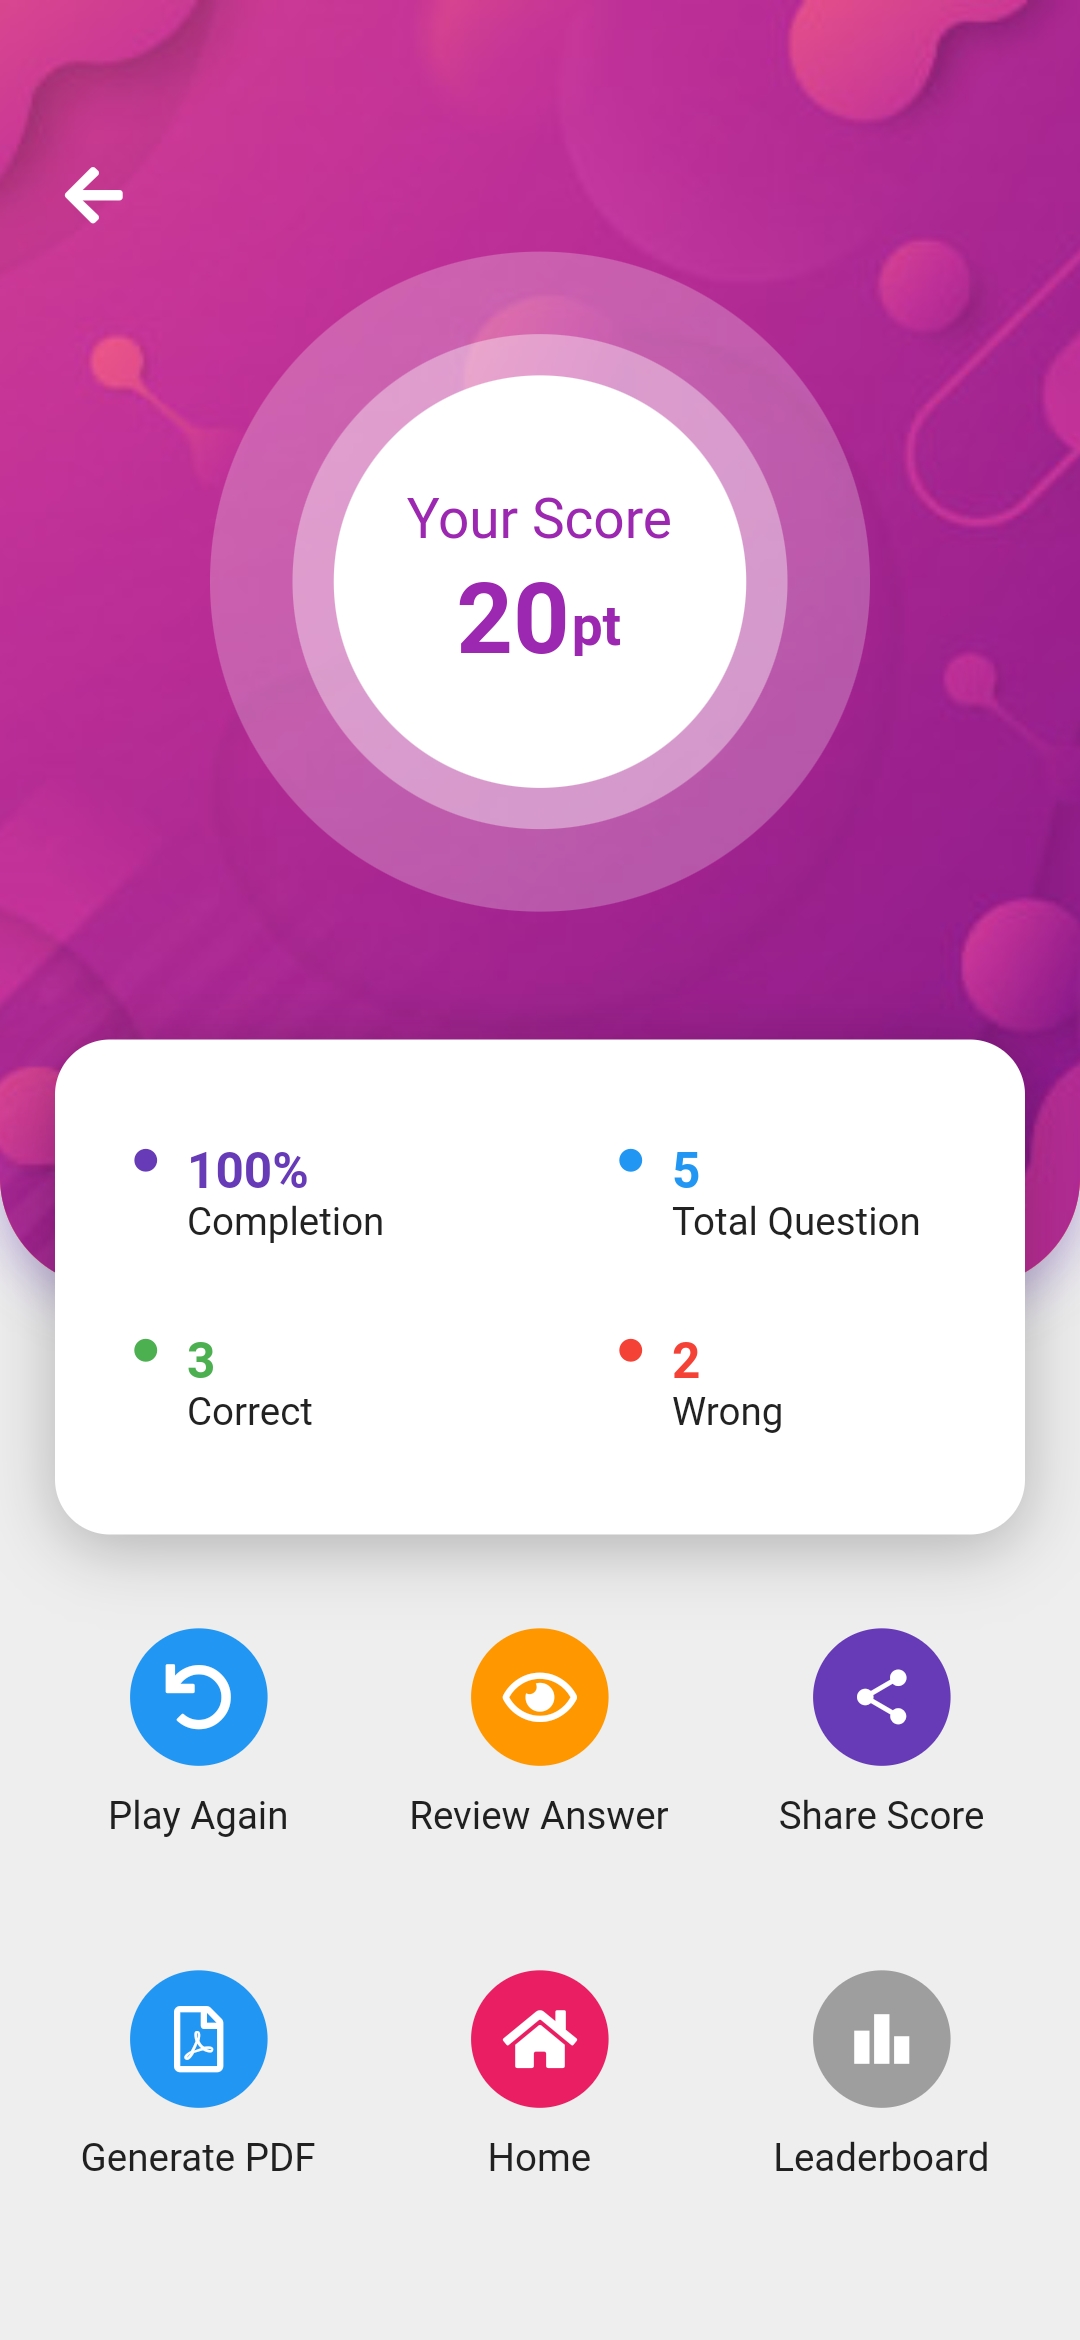 Your Score
20pt
100%
Completion
5
Total Question
3
Correct
2
Wrong
Play Again
Review Answer
Share Score
Generate PDF
Home
Leaderboard